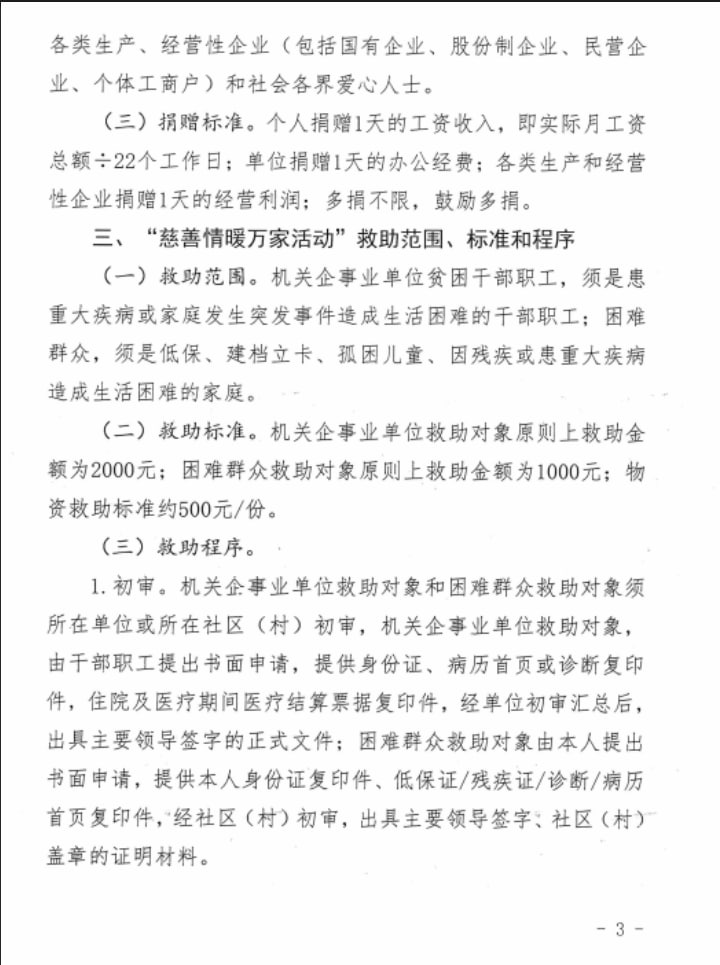 各类生产、经营性企业（包括国有企业、股份制企业、民营企
业、个体工商户）和社会各界爱心人士。
（三）捐赠标准。个人捐赠1天的工资收入，即实际月工资
总额÷22个工作日；单位捐赠1天的办公经费；各类生产和经营
性企业捐赠1天的经营利润；多捐不限，鼓励多捐。
三、“慈善情暖万家活动”救助范围、标准和程序
（一）救助范围。机关企事业单位贫困干部职工，须是患
重大疾病或家庭发生突发事件造成生活困难的干部职工；困难
群众，须是低保、建档立卡、孤困儿童、因残疾或患重大疾病
造成生活困难的家庭。
（二）救助标准。机关企事业单位救助对象原则上救助金
额为2000元；困难群众救助对象原则上救助金额为1000元；物
资救助标准约500元/份。
（三）救助程序。
1.初审。机关企事业单位救助对象和困难群众救助对象须
所在单位或所在社区（村）初审，机关企事业单位救助对象，
由干部职工提出书面申请，提供身份证、病历首页或诊断复印
件，住院及医疗期间医疗结算票据复印件，经单位初审汇总后，
出具主要领导签字的正式文件；困难群众救助对象由本人提出
书面申请，提供本人身份证复印件、低保证/残疾证/诊断/病历
首页复印件，经社区（村）初审，出具主要领导签字、社区（村）
盖章的证明材料。
- 3 -